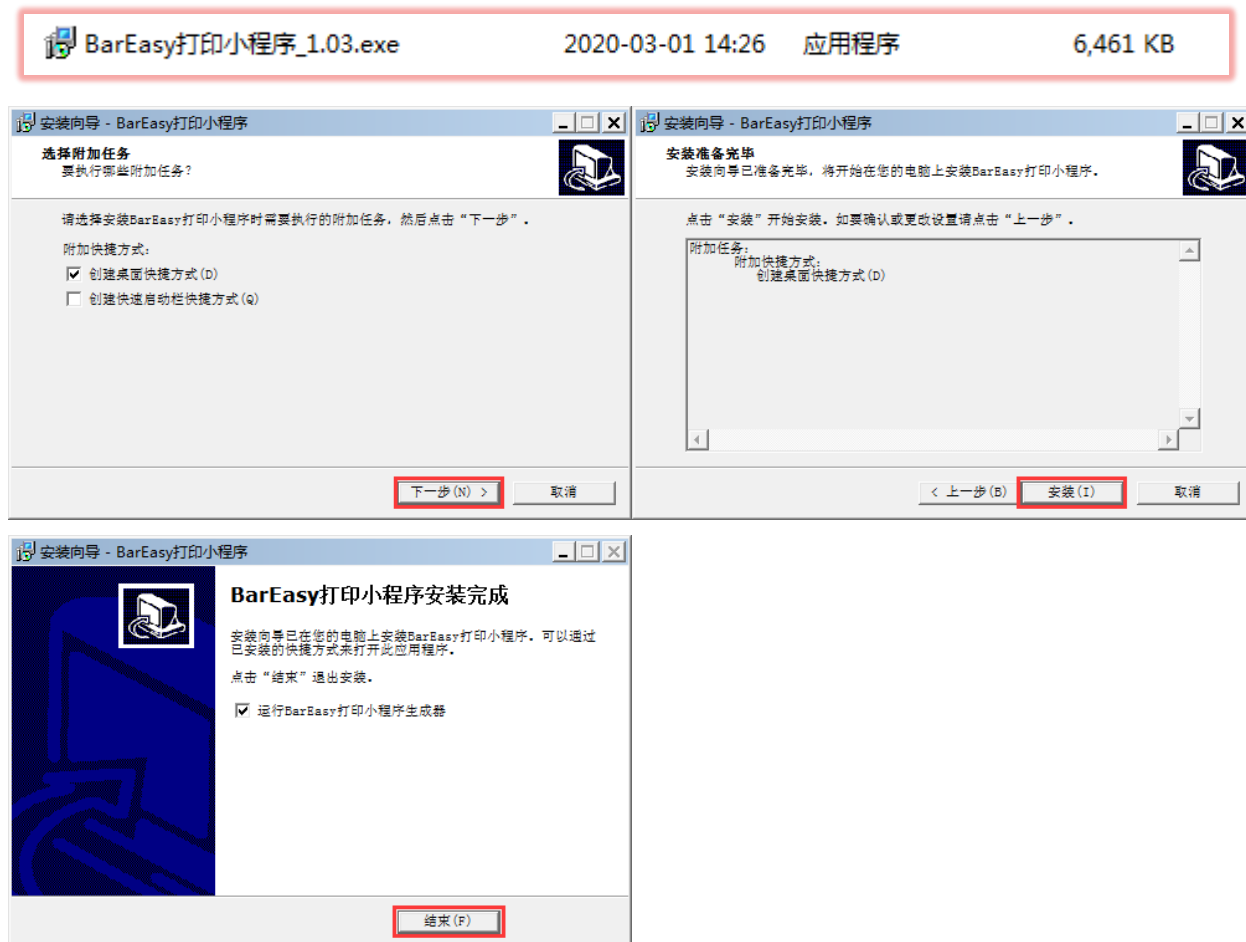 BarEasy打印小程序_1.03.exe 2020-03-01 14:26 应用程序 6,461 KB
安装向导 - BarEasy打印小程序
选择附加任务
要执行哪些附加任务?
请选择安装BarEasy打印小程序时需要执行的附加任务，然后点击“下一步”.
附加快捷方式:
创建桌面快捷方式(D)
创建快速启动栏快捷方式(Q)
下一步(N) >
取消
安装向导 - BarEasy打印小程序
安装准备完毕
安装向导已准备完毕，将开始在您的电脑上安装BarEasy打印小程序.
点击“安装”开始安装. 如要确认或更改设置请点击“上一步”.
附加任务:
附加快捷方式:
创建桌面快捷方式(D)
< 上一步(B)
安装(I)
取消
安装向导 - BarEasy打印小程序
BarEasy打印小程序安装完成
安装向导已在您的电脑上安装BarEasy打印小程序. 可以通过
已安装的快捷方式来打开此应用程序.
点击“结束”退出安装.
运行BarEasy打印小程序生成器
结束(F)